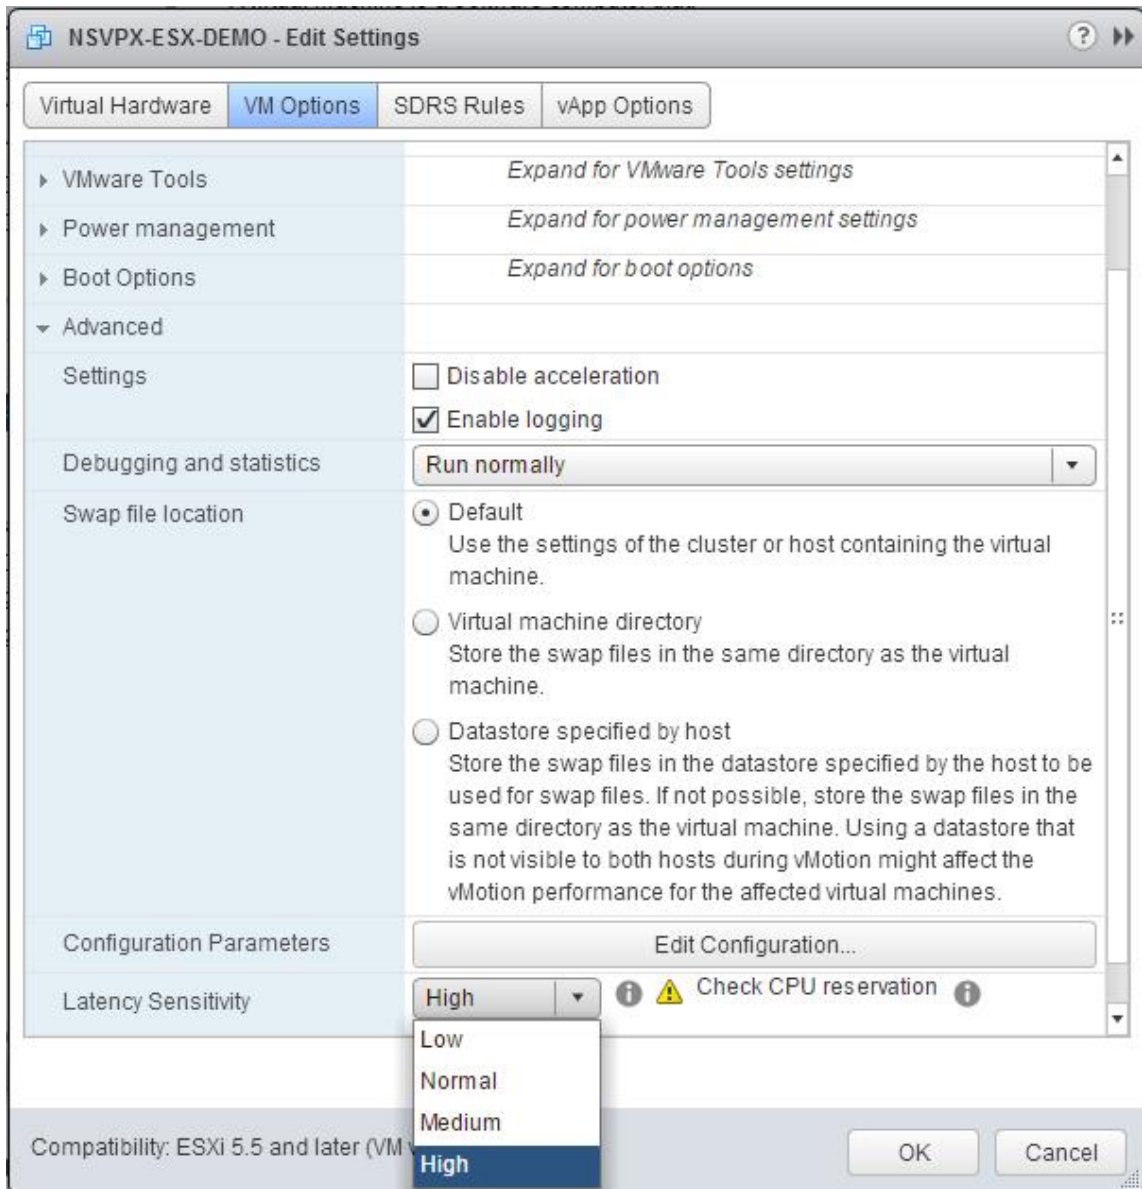 NSVPX-ESX-DEMO - Edit Settings
Virtual Hardware VM Options SDRS Rules vApp Options
VMware Tools Expand for VMware Tools settings
Power management Expand for power management settings
Boot Options Expand for boot options
Advanced
Settings Disable acceleration
Enable logging
Debugging and statistics Run normally
Swap file location Default
Use the settings of the cluster or host containing the virtual
machine.
Virtual machine directory
Store the swap files in the same directory as the virtual
machine.
Datastore specified by host
Store the swap files in the datastore specified by the host to be
used for swap files. If not possible, store the swap files in the
same directory as the virtual machine. Using a datastore that
is not visible to both hosts during vMotion might affect the
vMotion performance for the affected virtual machines.
Configuration Parameters Edit Configuration...
Latency Sensitivity High Check CPU reservation
Low
Normal
Medium
High
Compatibility: ESXi 5.5 and later (VM
OK Cancel